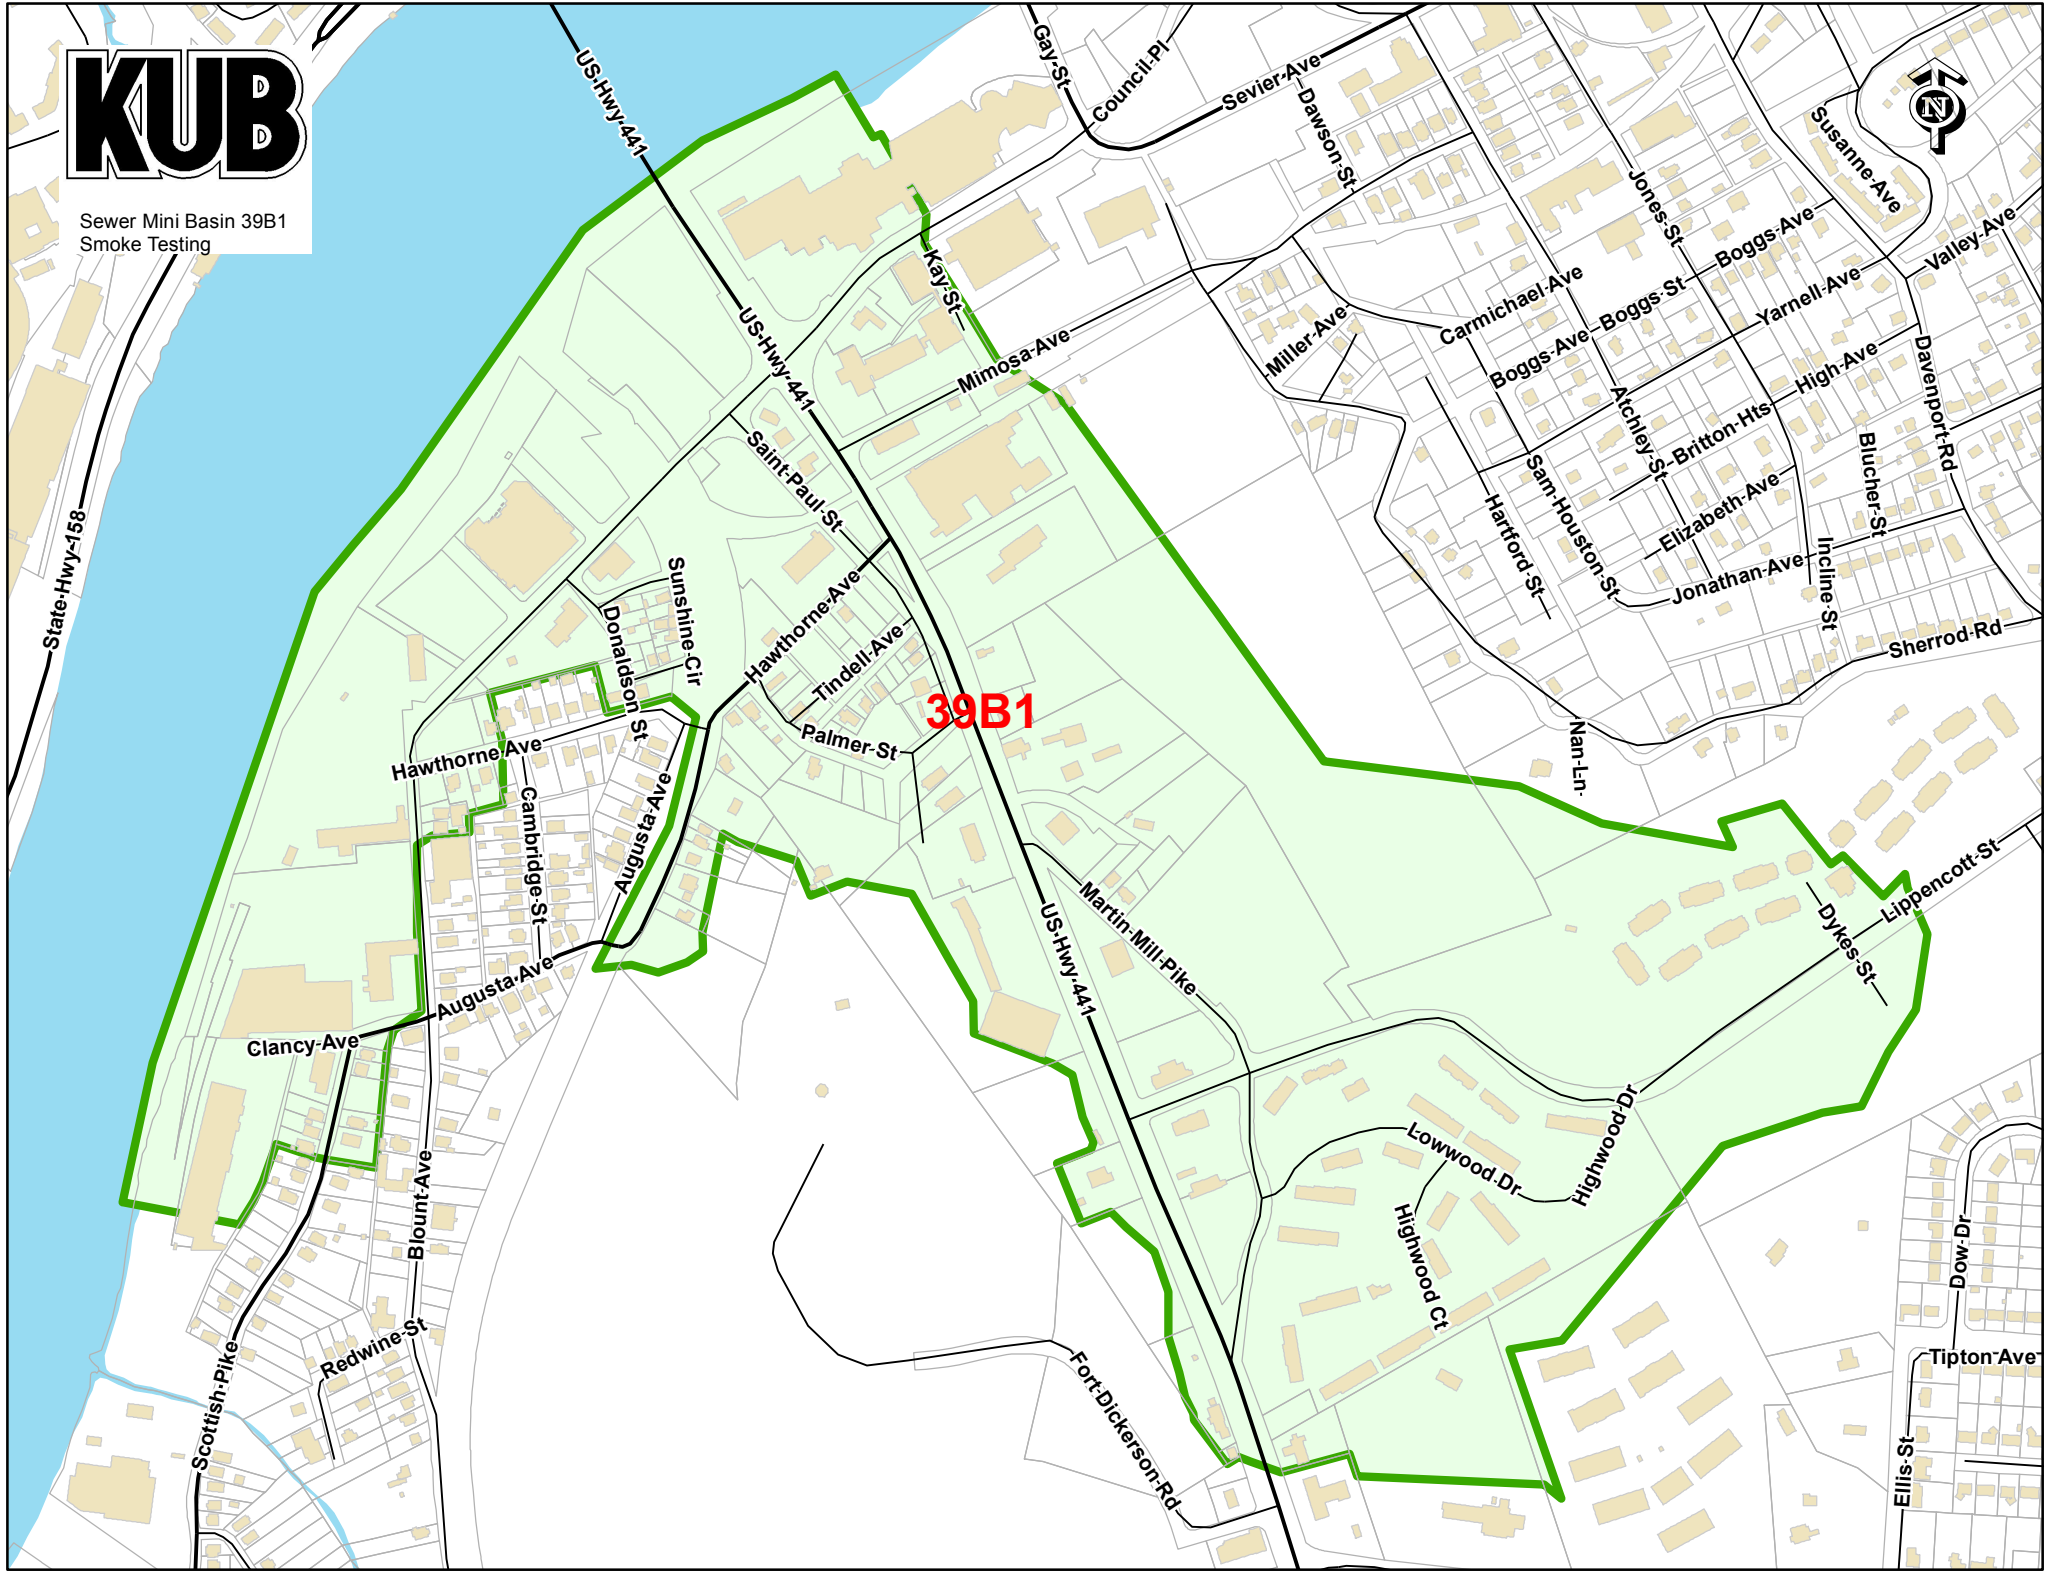 KUB
Sewer Mini Basin 39B1
Smoke Testing
N
US-Hwy-441
Gay-St
Council-Pl
Sevier-Ave
Dawson-St
Jones-St
Susanne-Ave
Valley-Ave
Boggs-Ave
Yarnell-Ave
Kay-St
Carmichael-Ave
Boggs-St
Boggs-Ave
Miller-Ave
Mimosa-Ave
US-Hwy-441
High-Ave
Davenport-Rd
Atchley-St
Britton-Hts
Blucher-St
Saint-Paul-St
Sam-Houston-St
Hartford-St
Elizabeth-Ave
State-Hwy-158
Jonathan-Ave
Incline-St
Sunshine-Cir
Hawthorne-Ave
Donaldson St
Tindell-Ave
Sherrod-Rd
39B1
Palmer-St
Nan-Ln-
Hawthorne-Ave
Cambridge-St
Augusta-Ave
Martin-Mill-Pike
US-Hwy-441
Lippencott-St
Dykes-St
Augusta-Ave
Clancy-Ave
Highwood-Dr
Lowwood-Dr
Highwood Ct
Blount-Ave
Dow-Dr
Redwine-St
Scottish-Pike
Fort-Dickerson-Rd
Tipton-Ave
Ellis-St